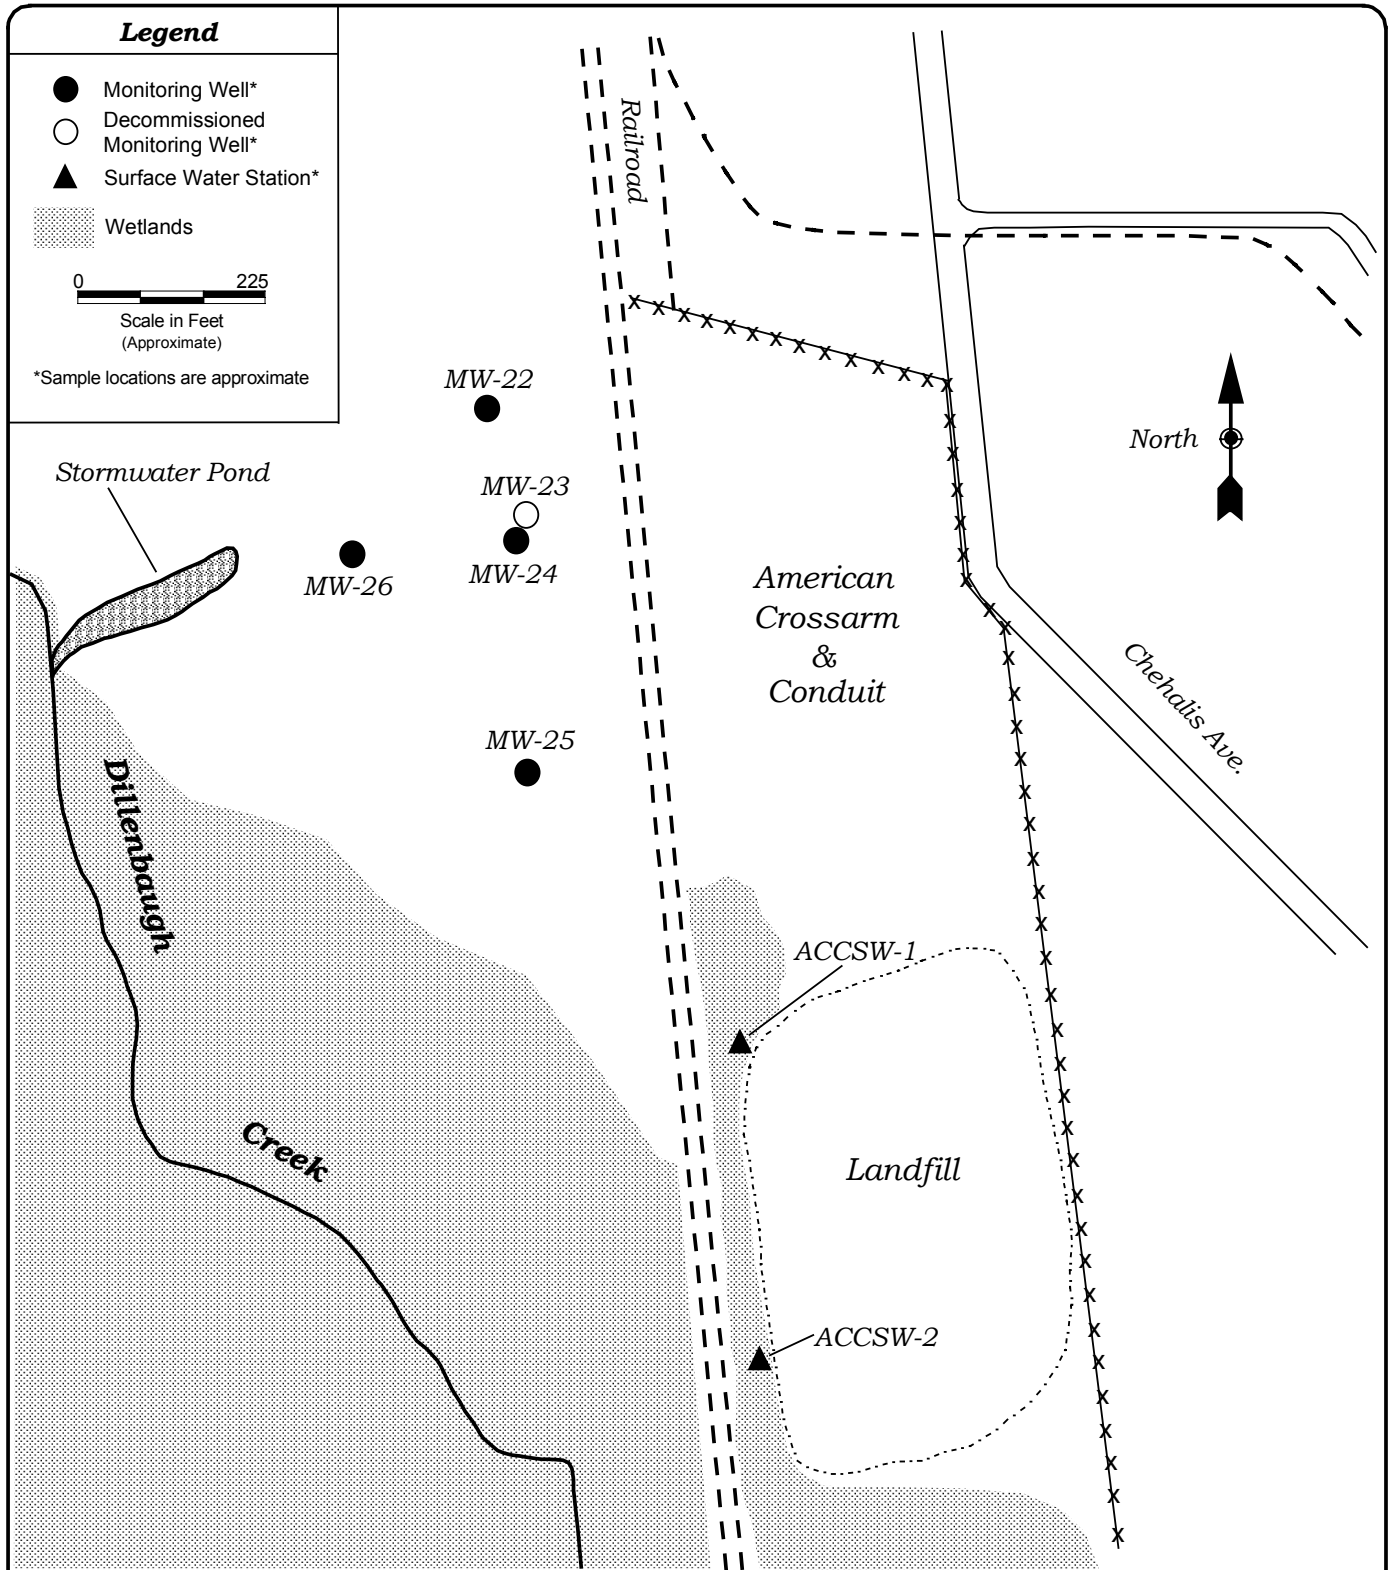 Legend
Monitoring Well*
Decommissioned
Monitoring Well*
Surface Water Station*
Wetlands
0 225
Scale in Feet
(Approximate)
*Sample locations are approximate
Railroad
North
MW-22
Stormwater Pond
MW-23
MW-24
MW-26
American
Crossarm
&
Conduit
Chehalis Ave.
MW-25
Dillenbaugh
Creek
ACCSW-1
Landfill
ACCSW-2
X X X X X X X X X X X X X X
X X X X X X X X X X X X X X X X X X X X X X X X X X X X X X X X X X X X